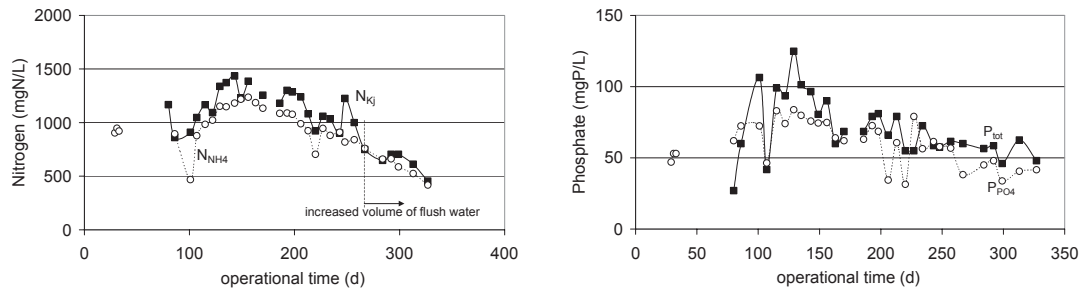 Nitrogen (mgN/L)
2000
1500
1000
500
0
N_Kj
N_NH4
increased volume of flush water
0 100 200 300 400
operational time (d)
Phosphate (mgP/L)
150
100
50
0
P_tot
P_PO4
0 50 100 150 200 250 300 350
operational time (d)